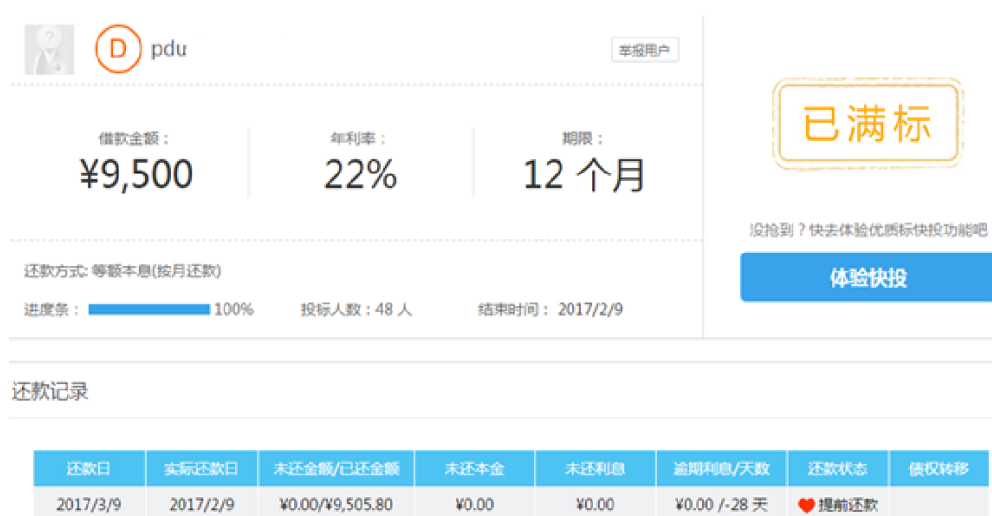 D pdu 举报用户
借款金额： 年利率： 期限：
¥9,500 22% 12 个月
已满标
没抢到？快去体验优质标快投功能吧
体验快投
还款方式: 等额本息(按月还款)
进度条： 100% 投标人数：48 人 结束时间： 2017/2/9
还款记录
还款日 实际还款日 未还金额/已还金额 未还本金 未还利息 逾期利息/天数 还款状态 债权转移
2017/3/9 2017/2/9 ¥0.00/¥9,505.80 ¥0.00 ¥0.00 ¥0.00 /-28 天 提前还款